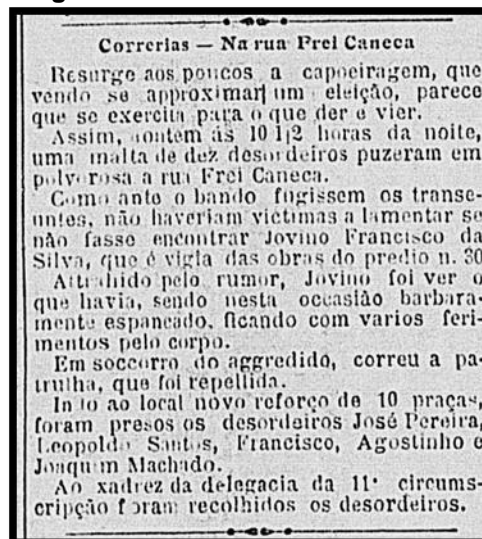 Correrias — Na rua Frei Caneca
Resurge aos poucos a capoeiragem, que
vendo se approximar um eleição, parece
que se exercita para o que der e vier.
Assim, hontem ás 10 1|2 horas da noite,
uma malta de dez desordeiros puzeram em
polvorosa a rua Frei Caneca.
Como ante o bando fugissem os transe-
untes, não haveriam victimas a lamentar se
não fasse encontrar Jovino Francisco da
Silva, que é vigia das obras do predio n. 30
Attrahido pelo rumor, Jovino foi ver o
que havia, sendo nesta occasião barbara-
mente espancado, ficando com varios feri-
mentos pelo corpo.
Em soccorro do aggredido, correu a pa-
trulha, que foi repellida.
In to ao local novo reforço de 10 praças,
foram presos os desordeiros José Pereira,
Leopoldo Santos, Francisco, Agostinho e
Joaquim Machado.
Ao xadrez da delegacia da 11ª circums-
cripção foram recolhidos os desordeiros.